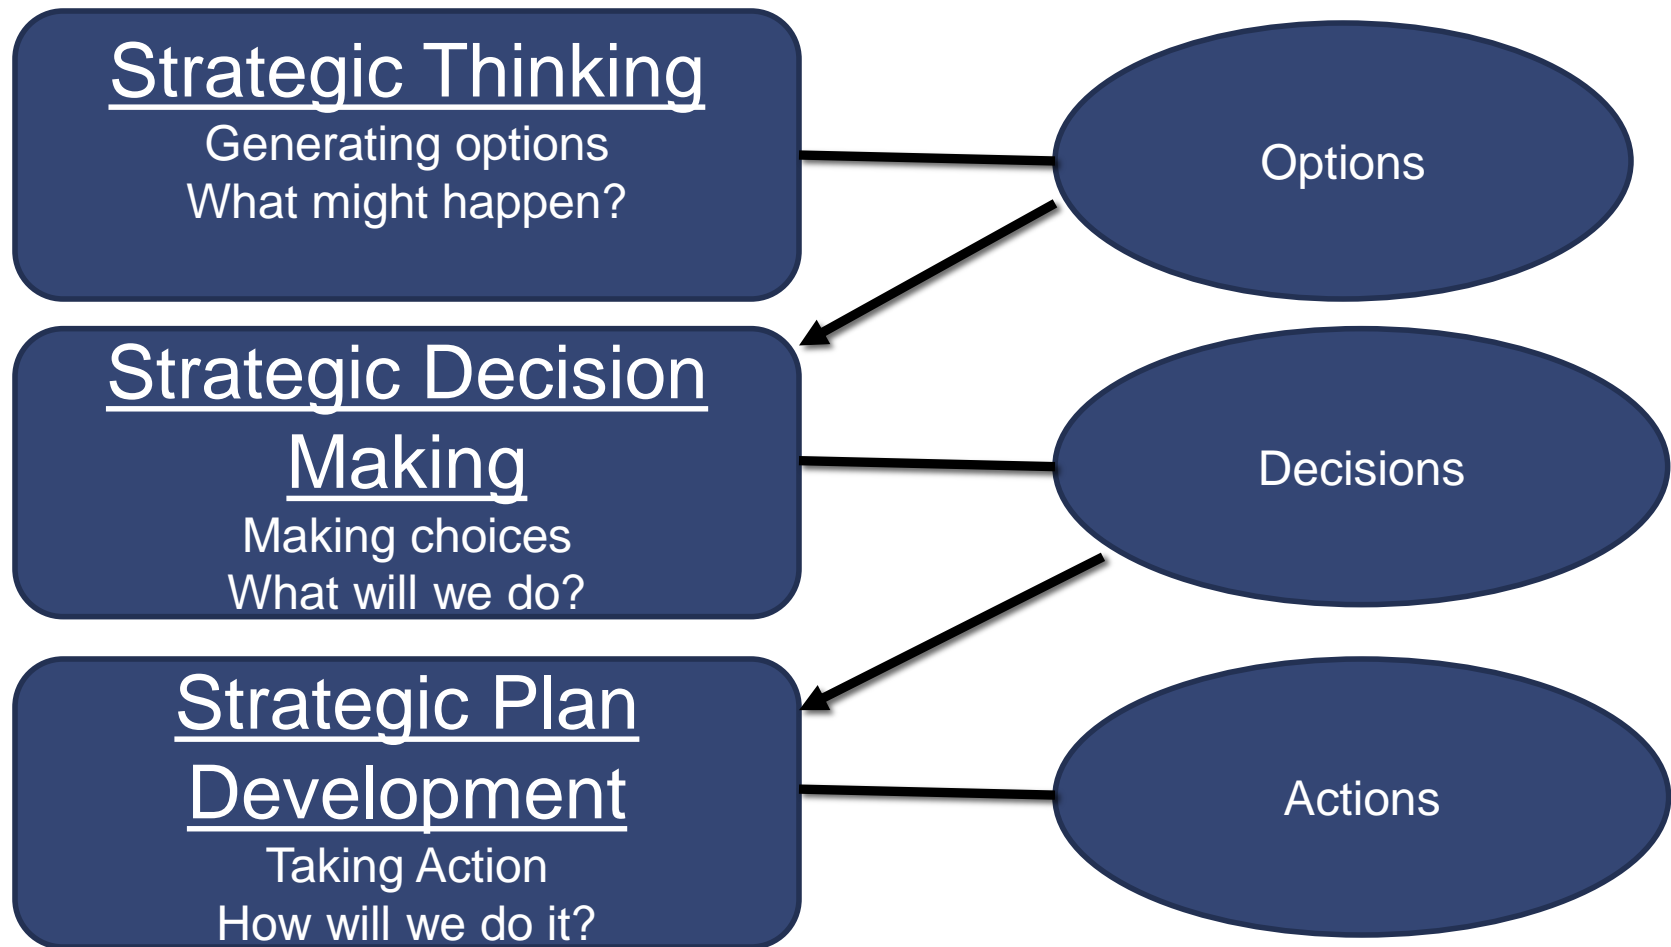 Strategic Thinking
Generating options
What might happen?
Options
Strategic Decision
Making
Making choices
What will we do?
Decisions
Strategic Plan
Development
Taking Action
How will we do it?
Actions